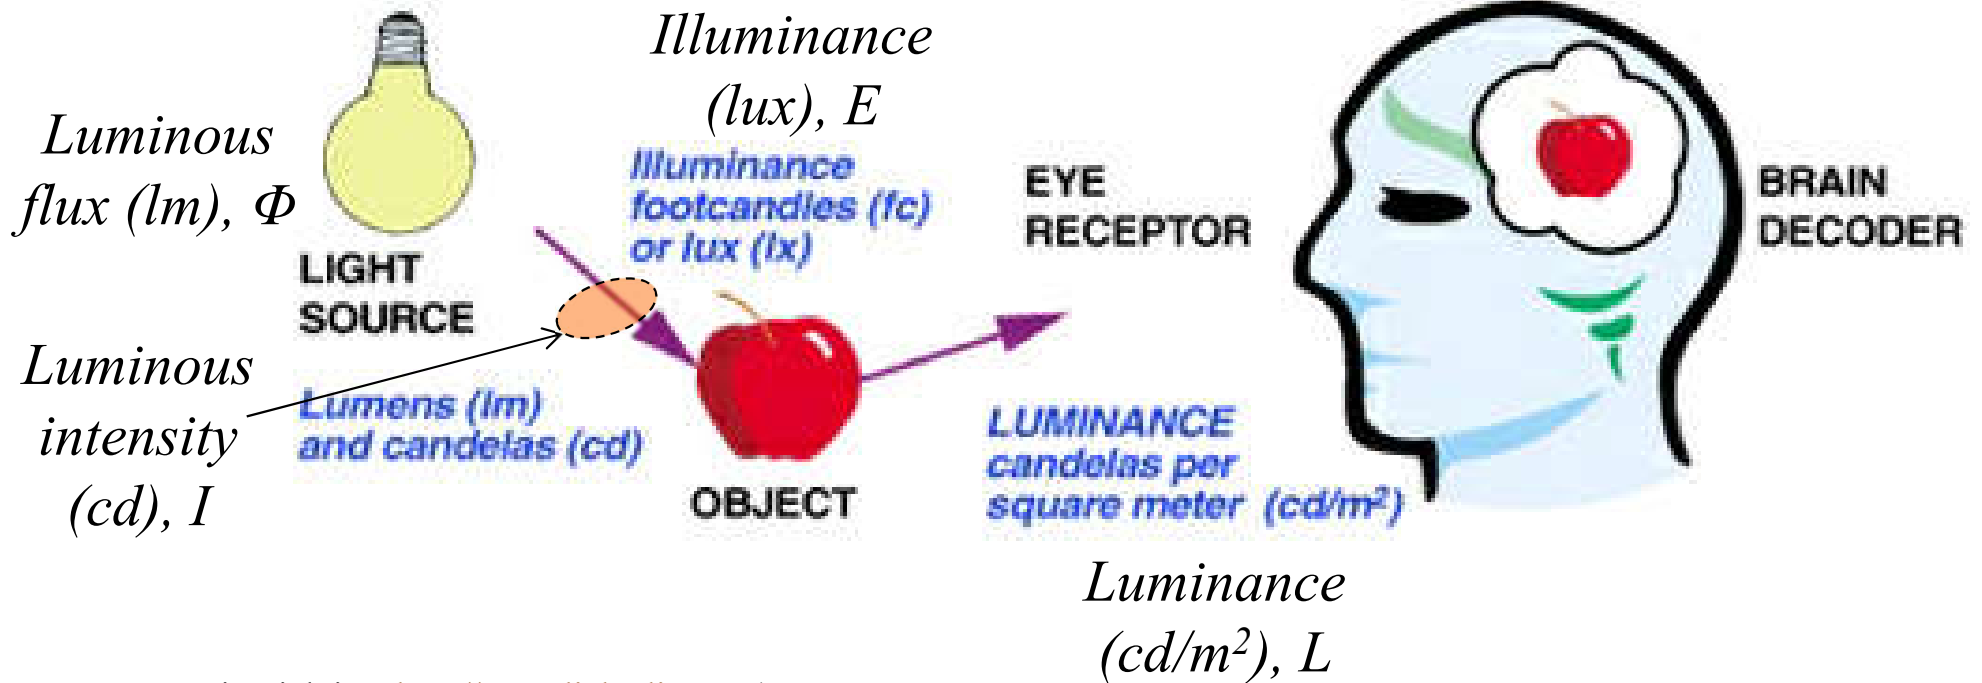 Illuminance
(lux), E
Luminous
flux (lm), Φ
Illuminance
footcandles (fc)
or lux (lx)
EYE
RECEPTOR
BRAIN
DECODER
LIGHT
SOURCE
Luminous
intensity
(cd), I
Lumens (lm)
and candelas (cd)
OBJECT
LUMINANCE
candelas per
square meter (cd/m²)
Luminance
(cd/m²), L